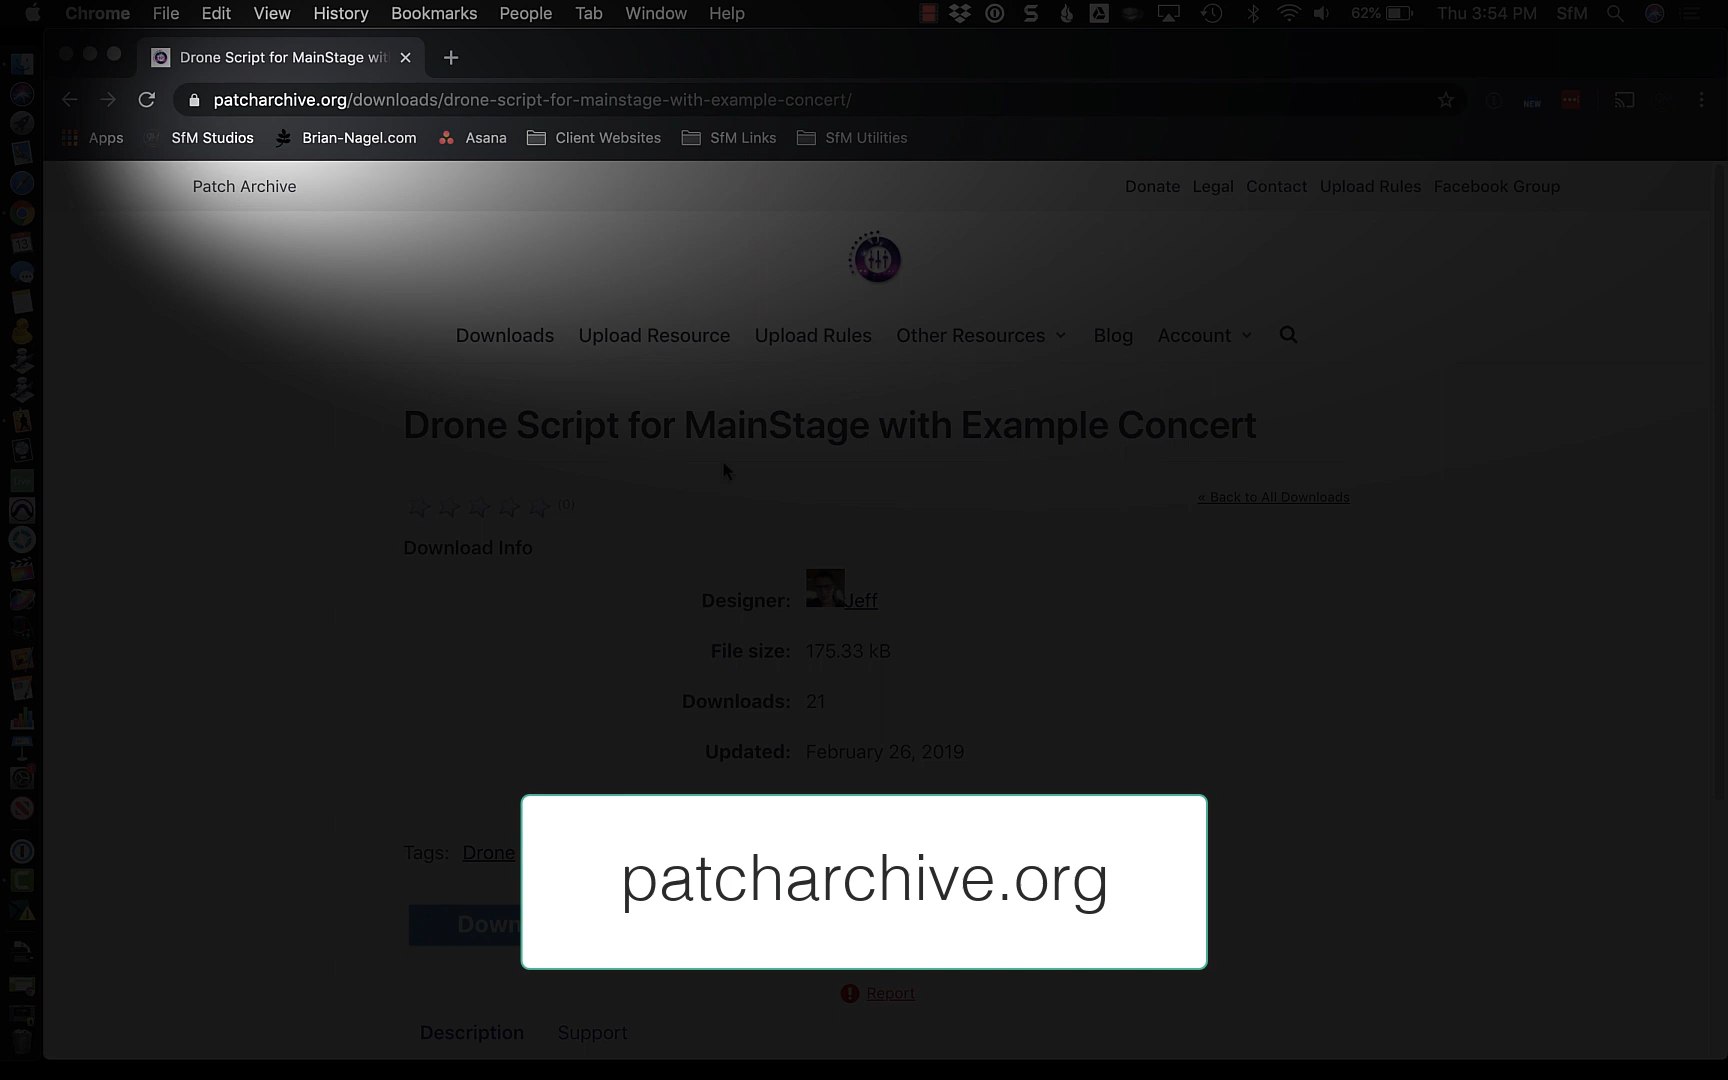 Chrome File Edit View History Bookmarks People Tab Window Help 62% Thu 3:54 PM SfM
Drone Script for MainStage wit
patcharchive.org/downloads/drone-script-for-mainstage-with-example-concert/
NEW
Apps SfM Studios Brian-Nagel.com Asana Client Websites SfM Links SfM Utilities
Patch Archive Donate Legal Contact Upload Rules Facebook Group
Downloads Upload Resource Upload Rules Other Resources Blog Account
Drone Script for MainStage with Example Concert
(0) « Back to All Downloads
Download Info
Designer: Jeff
File size: 175.33 kB
Downloads: 21
Updated: February 26, 2019
Tags: Drone
Down
patcharchive.org
Report
Description Support